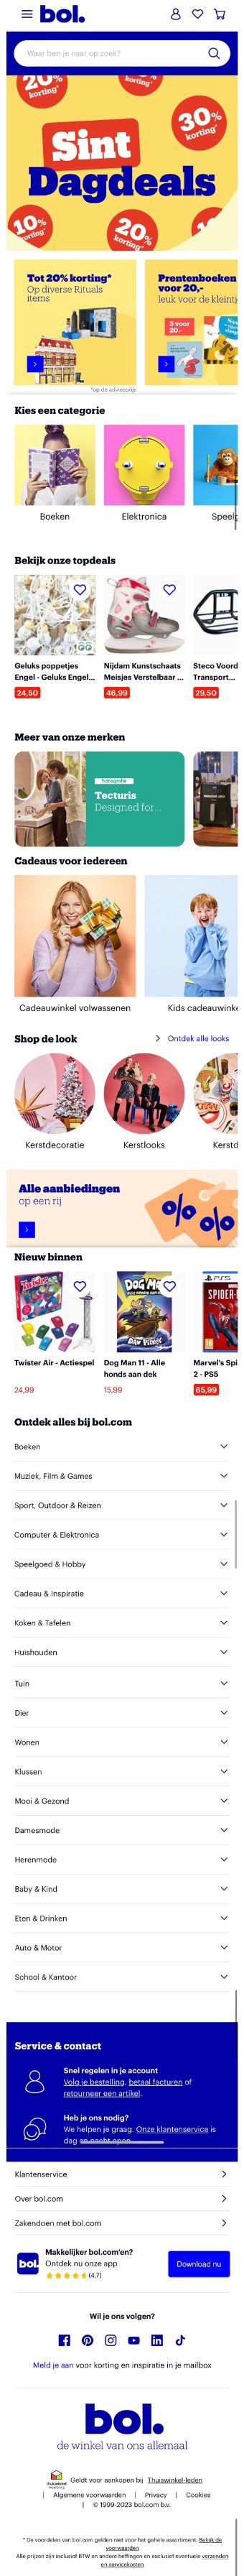 bol.
Waar ben je naar op zoek?
20%
korting*
30%
korting*
Sint
Dagdeals
10%
korting*
20%
korting*
Tot 20% korting*
Op diverse Rituals
items
Prentenboeken
voor 20,-
leuk voor de kleintj
3 voor
20.-
*op de adviesprijs
Kies een categorie
Boeken
Elektronica
Speelg
Bekijk onze topdeals
Geluks poppetjes
Engel - Geluks Engel...
24,50
Nijdam Kunstschaats
Meisjes Verstelbaar ...
46,99
Steco Voord
Transport...
29,50
Meer van onze merken
hansgrohe
Tecturis
Designed for...
Cadeaus voor iedereen
Cadeauwinkel volwassenen
Kids cadeauwinke
Shop de look
Ontdek alle looks
Kerstdecoratie
Kerstlooks
Kerstd
Alle aanbiedingen
op een rij
% %
Nieuw binnen
Twister Air - Actiespel
24,99
Dog Man 11 - Alle
honds aan dek
15,99
PS5
SPIDER-
Marvel's Spi
2 - PS5
65,99
Ontdek alles bij bol.com
Boeken
Muziek, Film & Games
Sport, Outdoor & Reizen
Computer & Elektronica
Speelgoed & Hobby
Cadeau & Inspiratie
Koken & Tafelen
Huishouden
Tuin
Dier
Wonen
Klussen
Mooi & Gezond
Damesmode
Herenmode
Baby & Kind
Eten & Drinken
Auto & Motor
School & Kantoor
Service & contact
Snel regelen in je account
Volg je bestelling, betaal facturen of
retourneer een artikel.
Heb je ons nodig?
We helpen je graag. Onze klantenservice is
dag en nacht open.
Klantenservice
Over bol.com
Zakendoen met bol.com
bol.
Makkelijker bol.com'en?
Ontdek nu onze app
(4,7)
Download nu
Wil je ons volgen?
Meld je aan voor korting en inspiratie in je mailbox
bol.
de winkel van ons allemaal
Geldt voor aankopen bij Thuiswinkel-leden
| Algemene voorwaarden | Privacy | Cookies
| © 1999-2023 bol.com b.v.
* De voordelen van bol.com gelden niet voor het gehele assortiment. Bekijk de
voorwaarden
Alle prijzen zijn inclusief BTW en andere heffingen en exclusief eventuele verzenden
en servicekosten